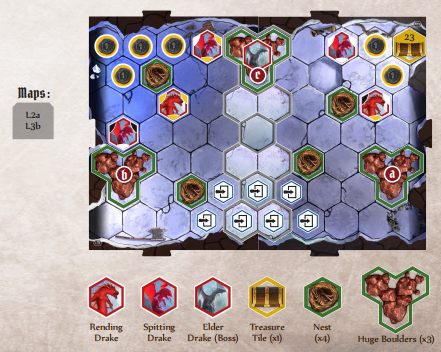 23
c
Maps:
L2a
L3b
b
a
Rending
Drake
Spitting
Drake
Elder
Drake (Boss)
Treasure
Tile (x1)
Nest
(x4)
Huge Boulders (x3)